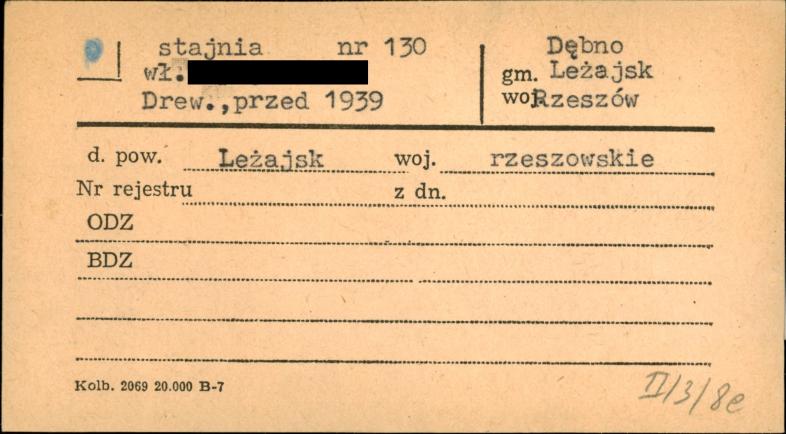 stajnia nr 130
wł.
Drew., przed 1939
Dębno
gm. Leżajsk
woj. Rzeszów
d. pow. Leżajsk woj. rzeszowskie
Nr rejestru z dn.
ODZ
BDZ
Kolb. 2069 20.000 B-7
II/3/8e